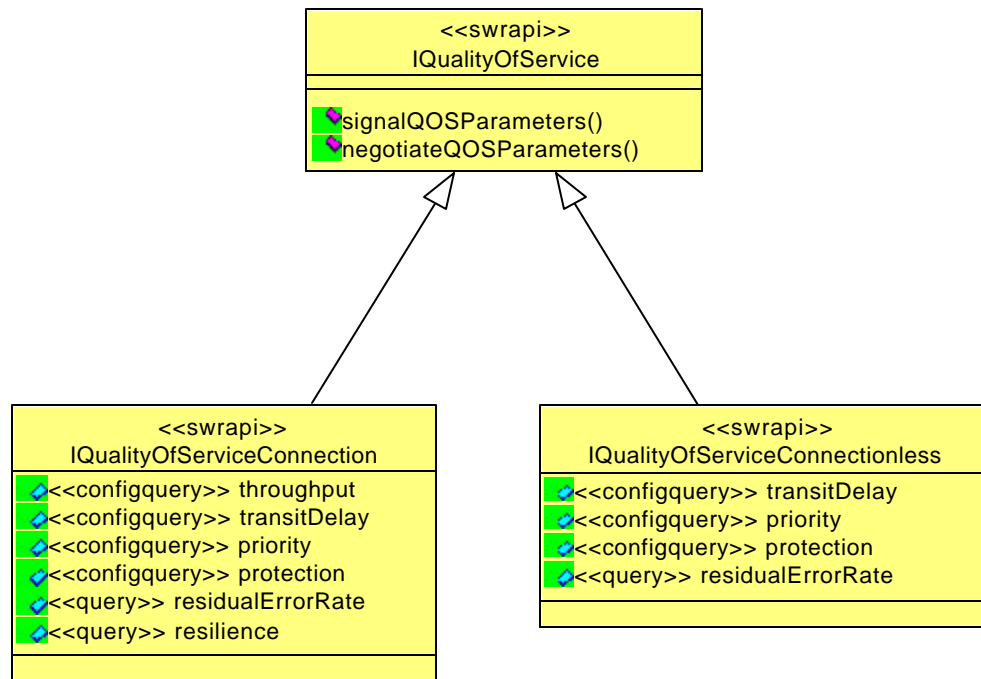 <<swrapi>>
IQualityOfService
signalQOSParameters()
negotiateQOSParameters()
<<swrapi>>
IQualityOfServiceConnection
<<configquery>> throughput
<<configquery>> transitDelay
<<configquery>> priority
<<configquery>> protection
<<query>> residualErrorRate
<<query>> resilience
<<swrapi>>
IQualityOfServiceConnectionless
<<configquery>> transitDelay
<<configquery>> priority
<<configquery>> protection
<<query>> residualErrorRate